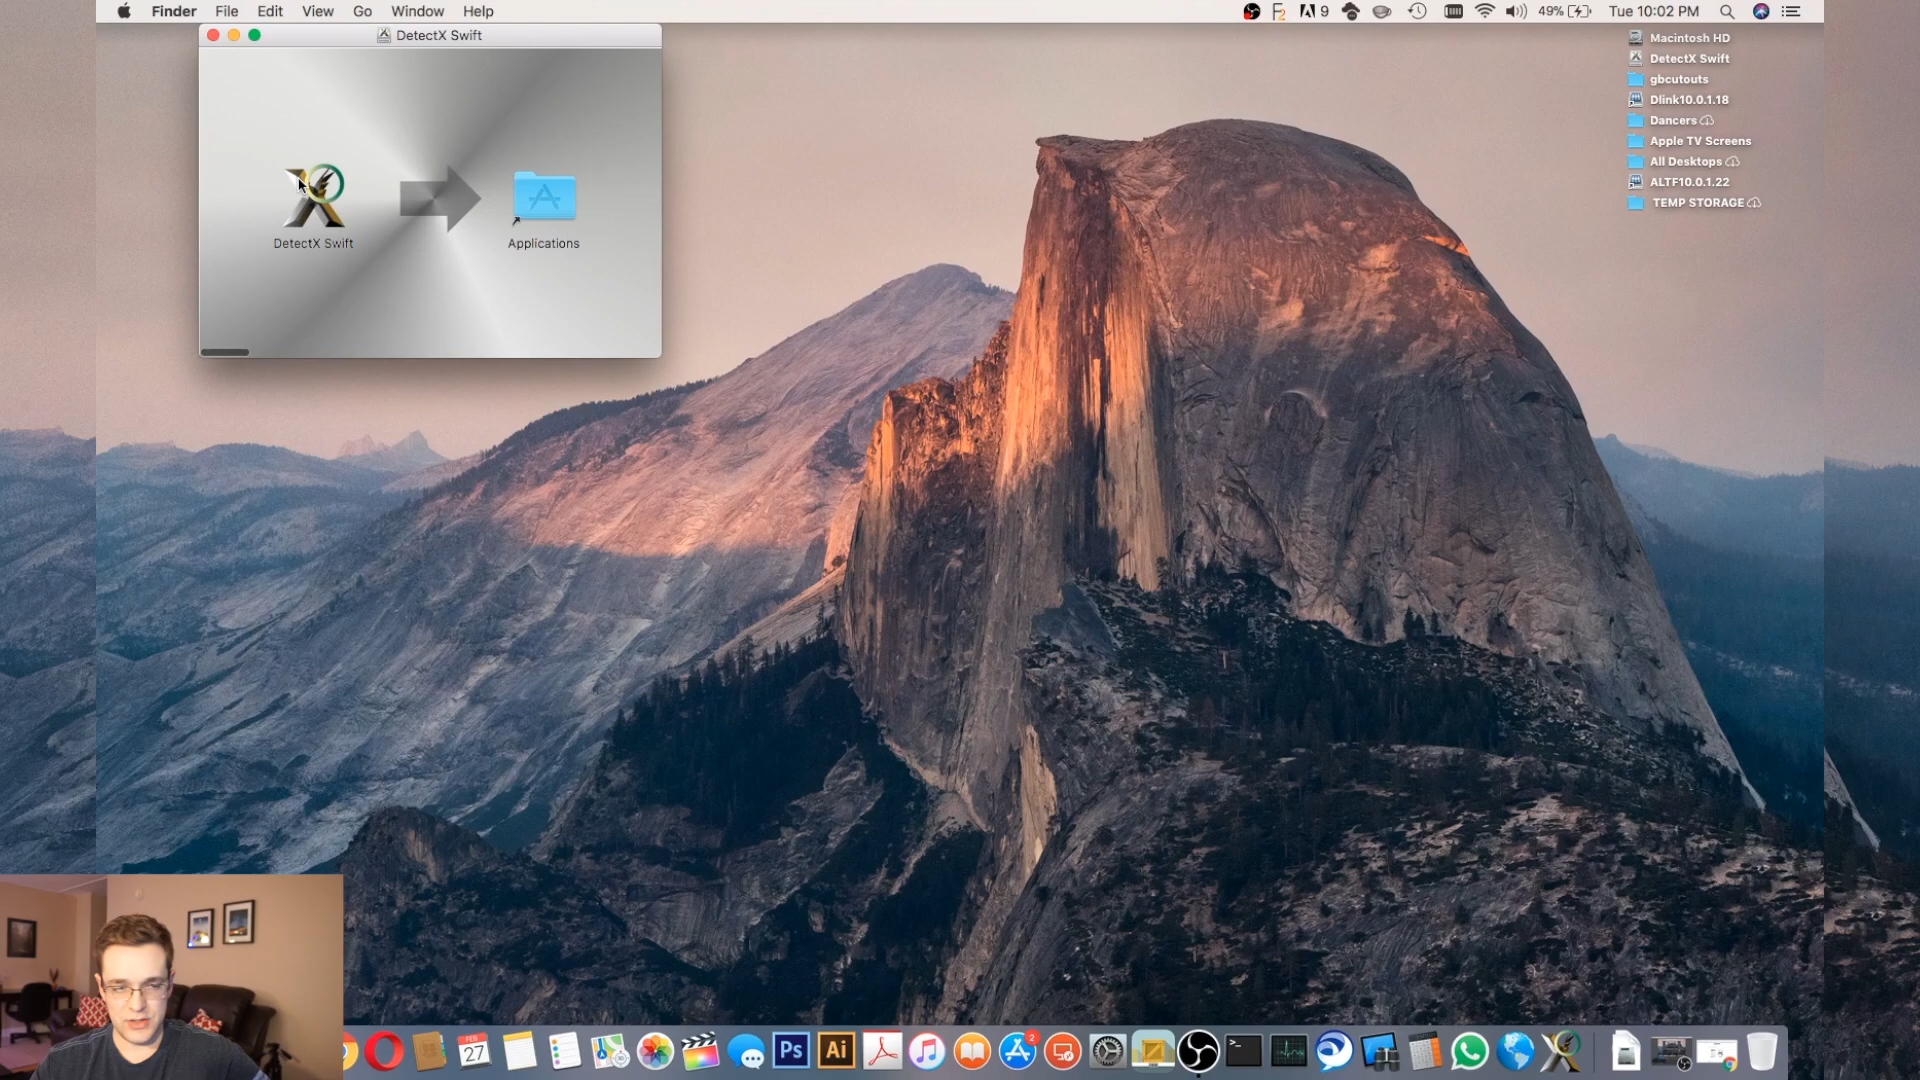 Finder File Edit View Go Window Help
9 49% Tue 10:02 PM
DetectX Swift
DetectX Swift
Applications
Macintosh HD
DetectX Swift
gbcutouts
Dlink10.0.1.18
Dancers
Apple TV Screens
All Desktops
ALTF10.0.1.22
TEMP STORAGE
FEB
27
Ps
Ai
2